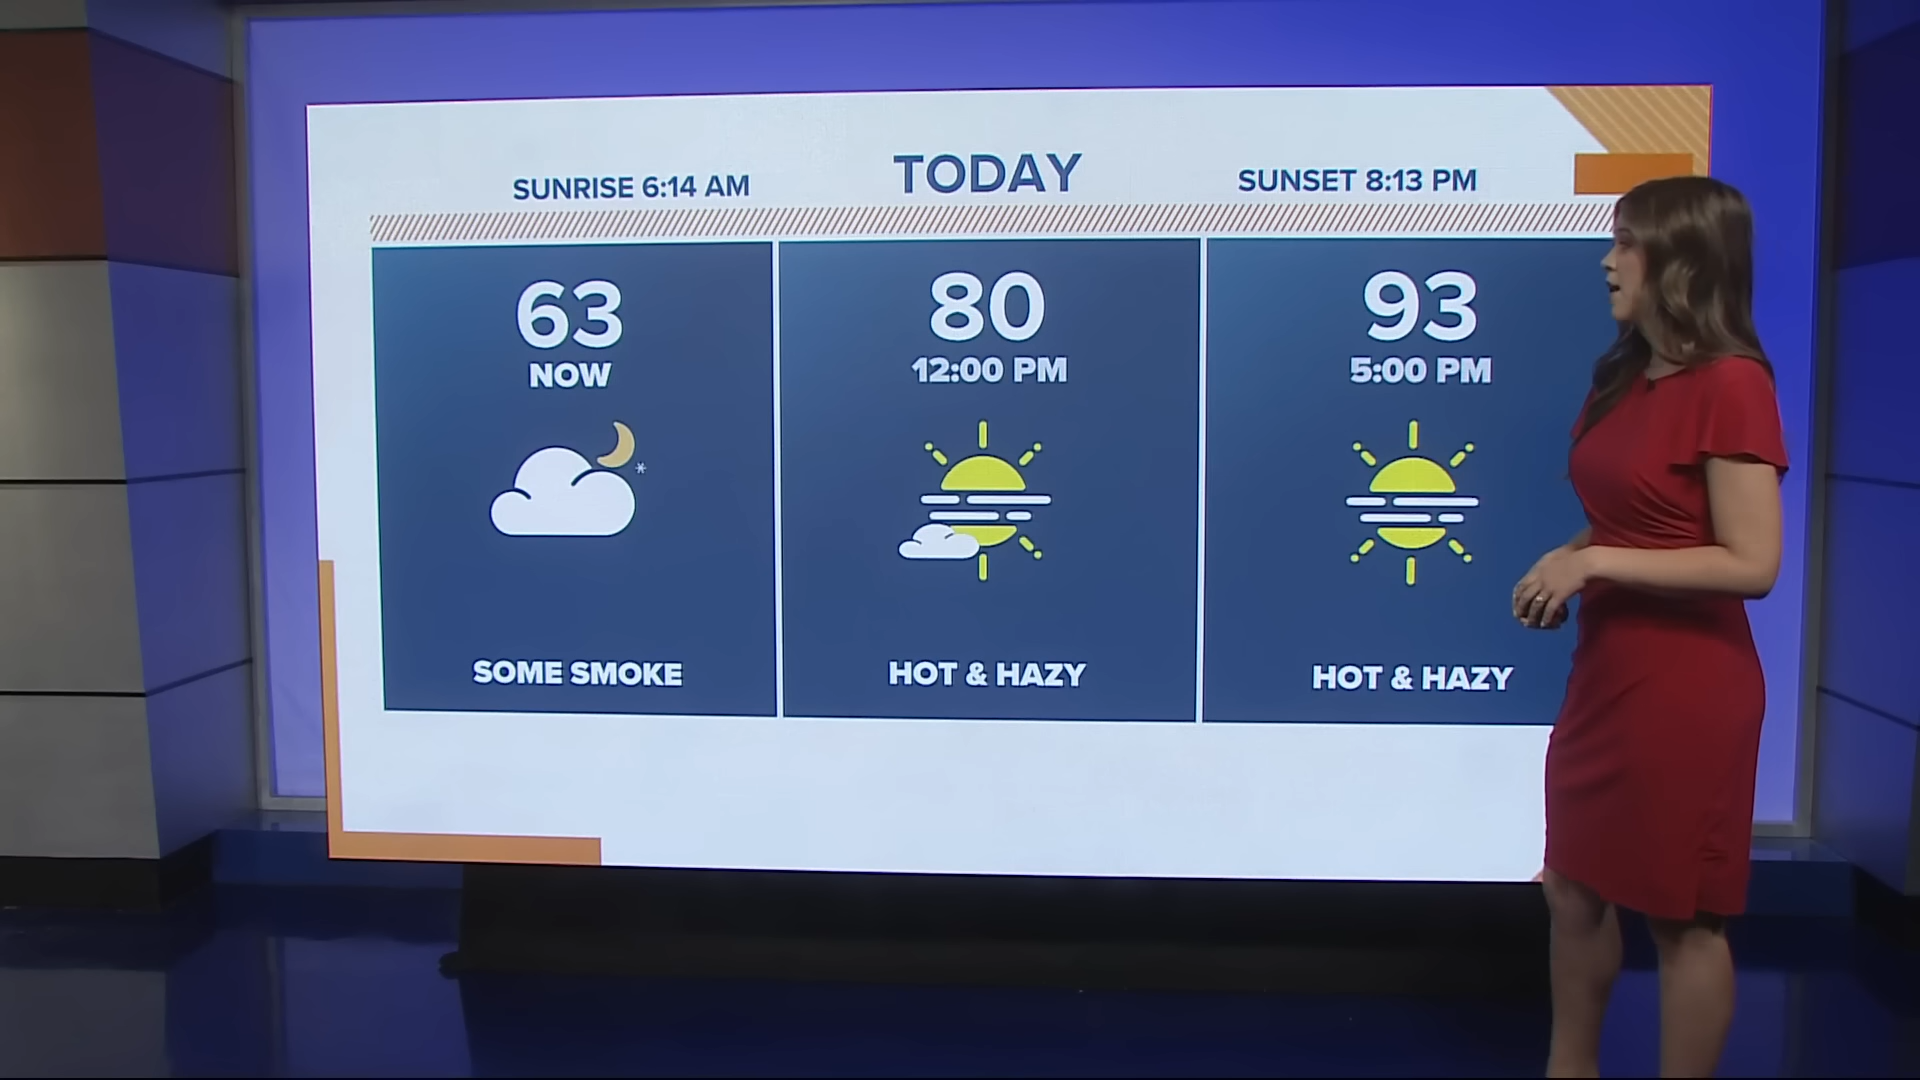 TODAY
SUNRISE 6:14 AM
SUNSET 8:13 PM
63
NOW
SOME SMOKE
80
12:00 PM
HOT & HAZY
93
5:00 PM
HOT & HAZY